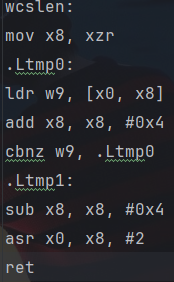 wcslen:
mov x8, xzr
.Ltmp0:
ldr w9, [x0, x8]
add x8, x8, #0x4
cbnz w9, .Ltmp0
.Ltmp1:
sub x8, x8, #0x4
asr x0, x8, #2
ret